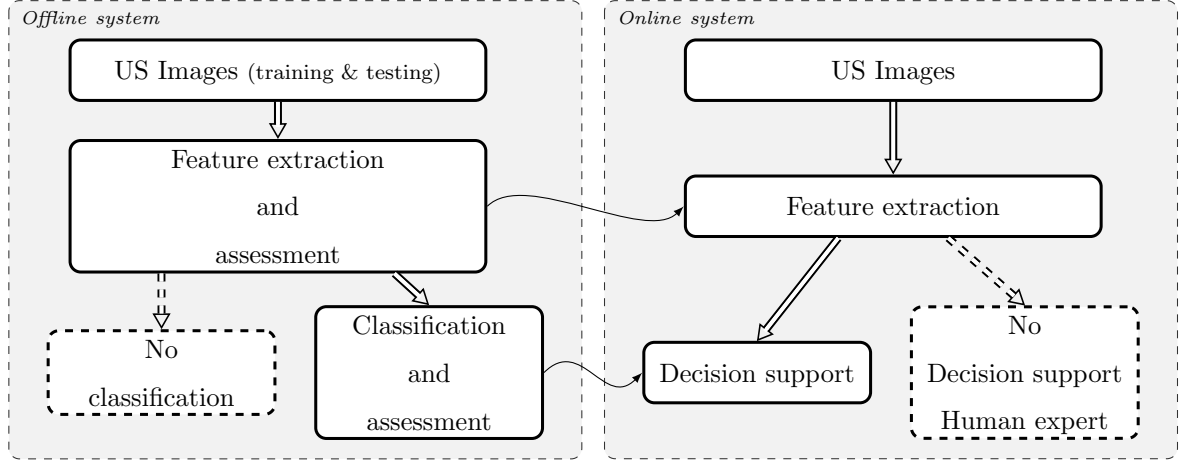 Offline system
US Images (training & testing)
Feature extraction
and
assessment
No
classification
Classification
and
assessment
Online system
US Images
Feature extraction
Decision support
No
Decision support
Human expert